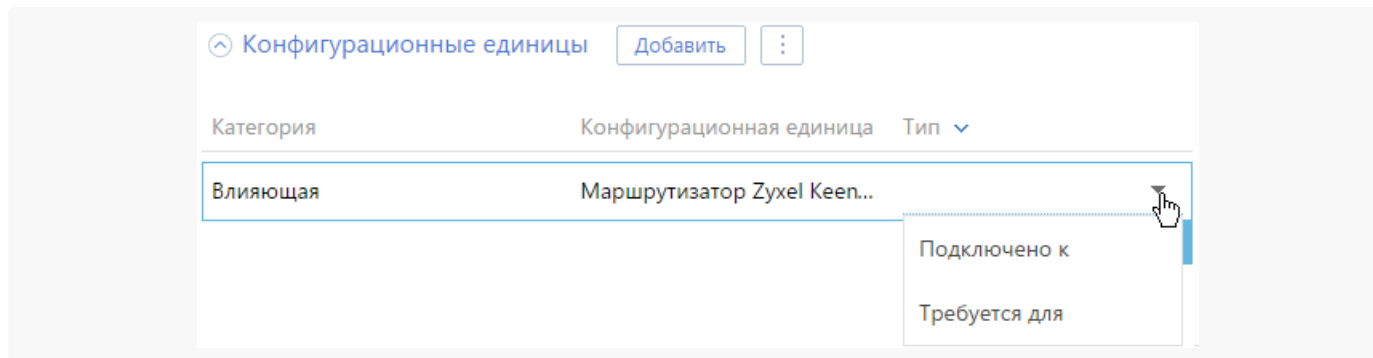 Конфигурационные единицы Добавить
Категория Конфигурационная единица Тип
Влияющая Маршрутизатор Zyxel Keen...
Подключено к
Требуется для